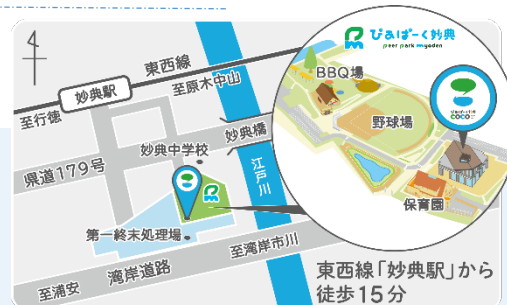 ぴあぱーく妙典
peer park myoden
BBQ場
野球場
COCO
保育園
東西線
至原木中山
妙典駅
至行徳
妙典橋
県道179号
妙典中学校
江戸川
第一終末処理場
至湾岸市川
湾岸道路
至浦安
東西線「妙典駅」から
徒歩15分